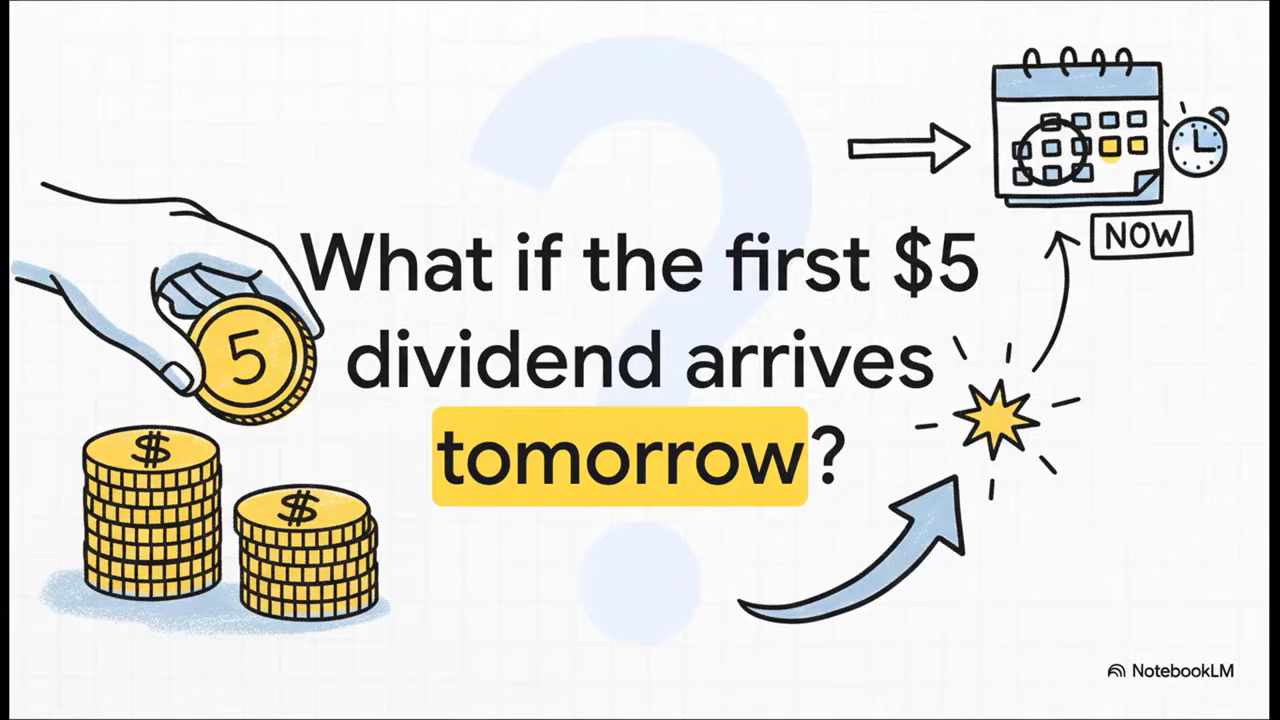 What if the first $5
dividend arrives
tomorrow?
5
$
$
NOW
NotebookLM